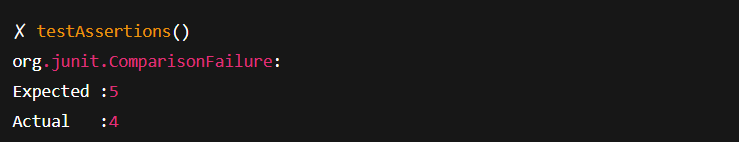 ✗ testAssertions()
org.junit.ComparisonFailure:
Expected :5
Actual   :4